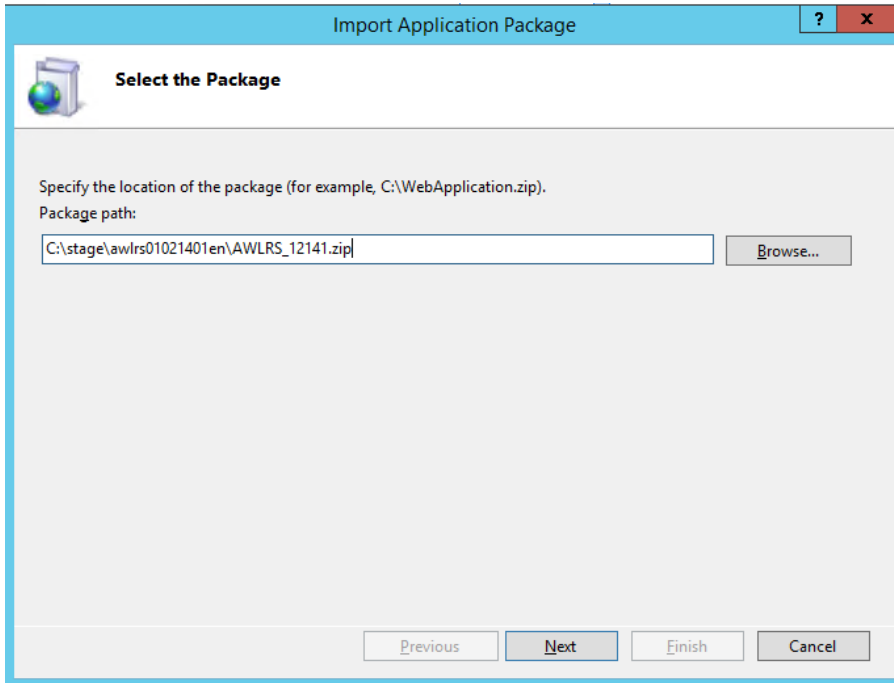 Import Application Package
? x
Select the Package
Specify the location of the package (for example, C:\WebApplication.zip).
Package path:
C:\stage\awlrs01021401en\AWLRS_12141.zip
Browse...
Previous Next Finish Cancel